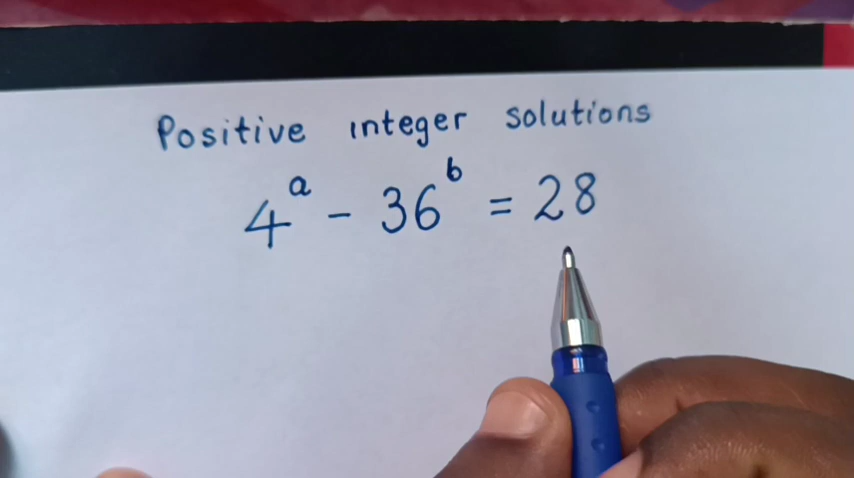 Positive integer solutions
4^a - 36^b = 28